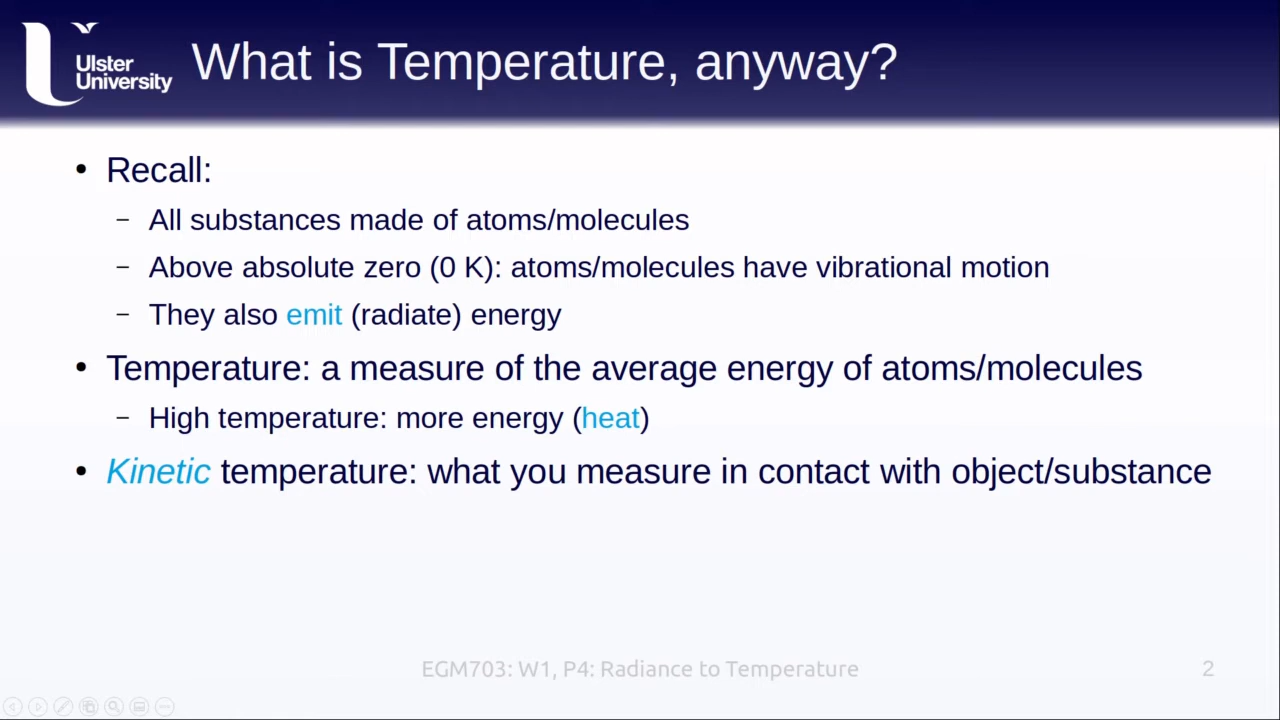 Ulster
University
What is Temperature, anyway?
• Recall:
– All substances made of atoms/molecules
– Above absolute zero (0 K): atoms/molecules have vibrational motion
– They also emit (radiate) energy
• Temperature: a measure of the average energy of atoms/molecules
– High temperature: more energy (heat)
• Kinetic temperature: what you measure in contact with object/substance
EGM703: W1, P4: Radiance to Temperature
2